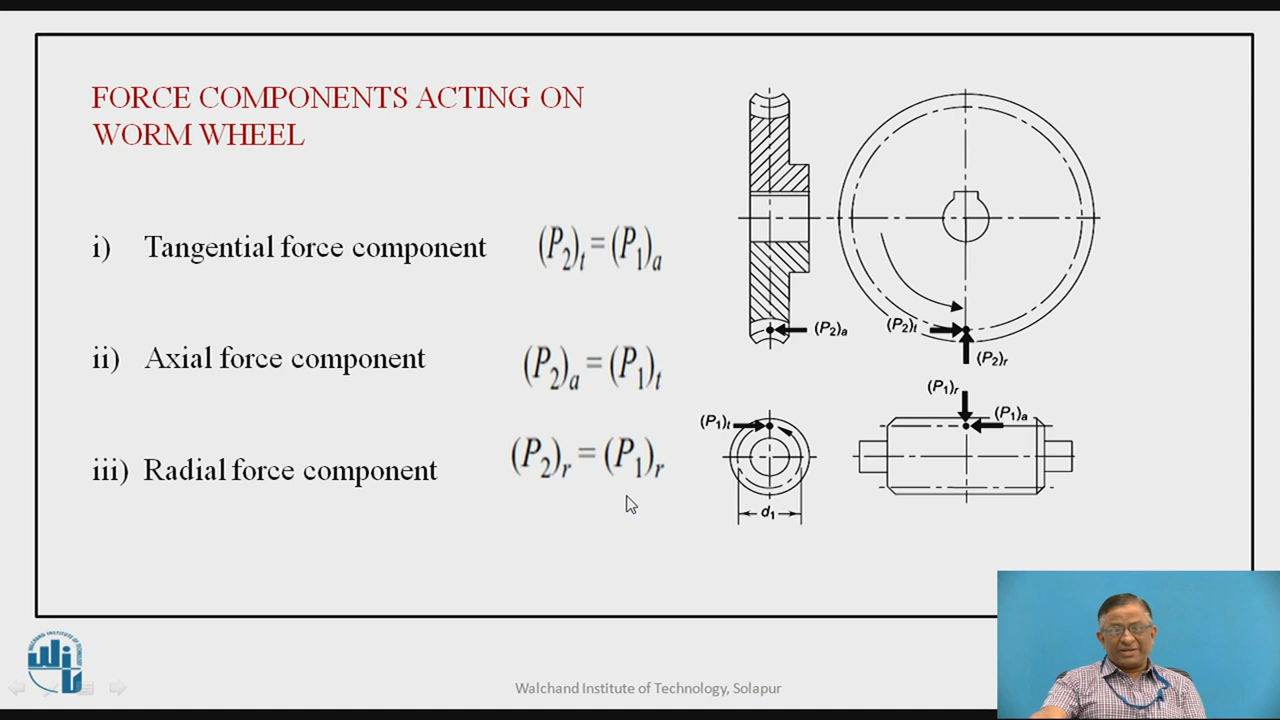 FORCE COMPONENTS ACTING ON
WORM WHEEL
i) Tangential force component (P₂)ₜ = (P₁)ₐ
ii) Axial force component (P₂)ₐ = (P₁)ₜ
iii) Radial force component (P₂)ᵣ = (P₁)ᵣ
(P₂)ₐ
(P₂)ₜ
(P₂)ᵣ
(P₁)ᵣ
(P₁)ₜ
(P₁)ₐ
d₁
Walchand Institute of Technology, Solapur